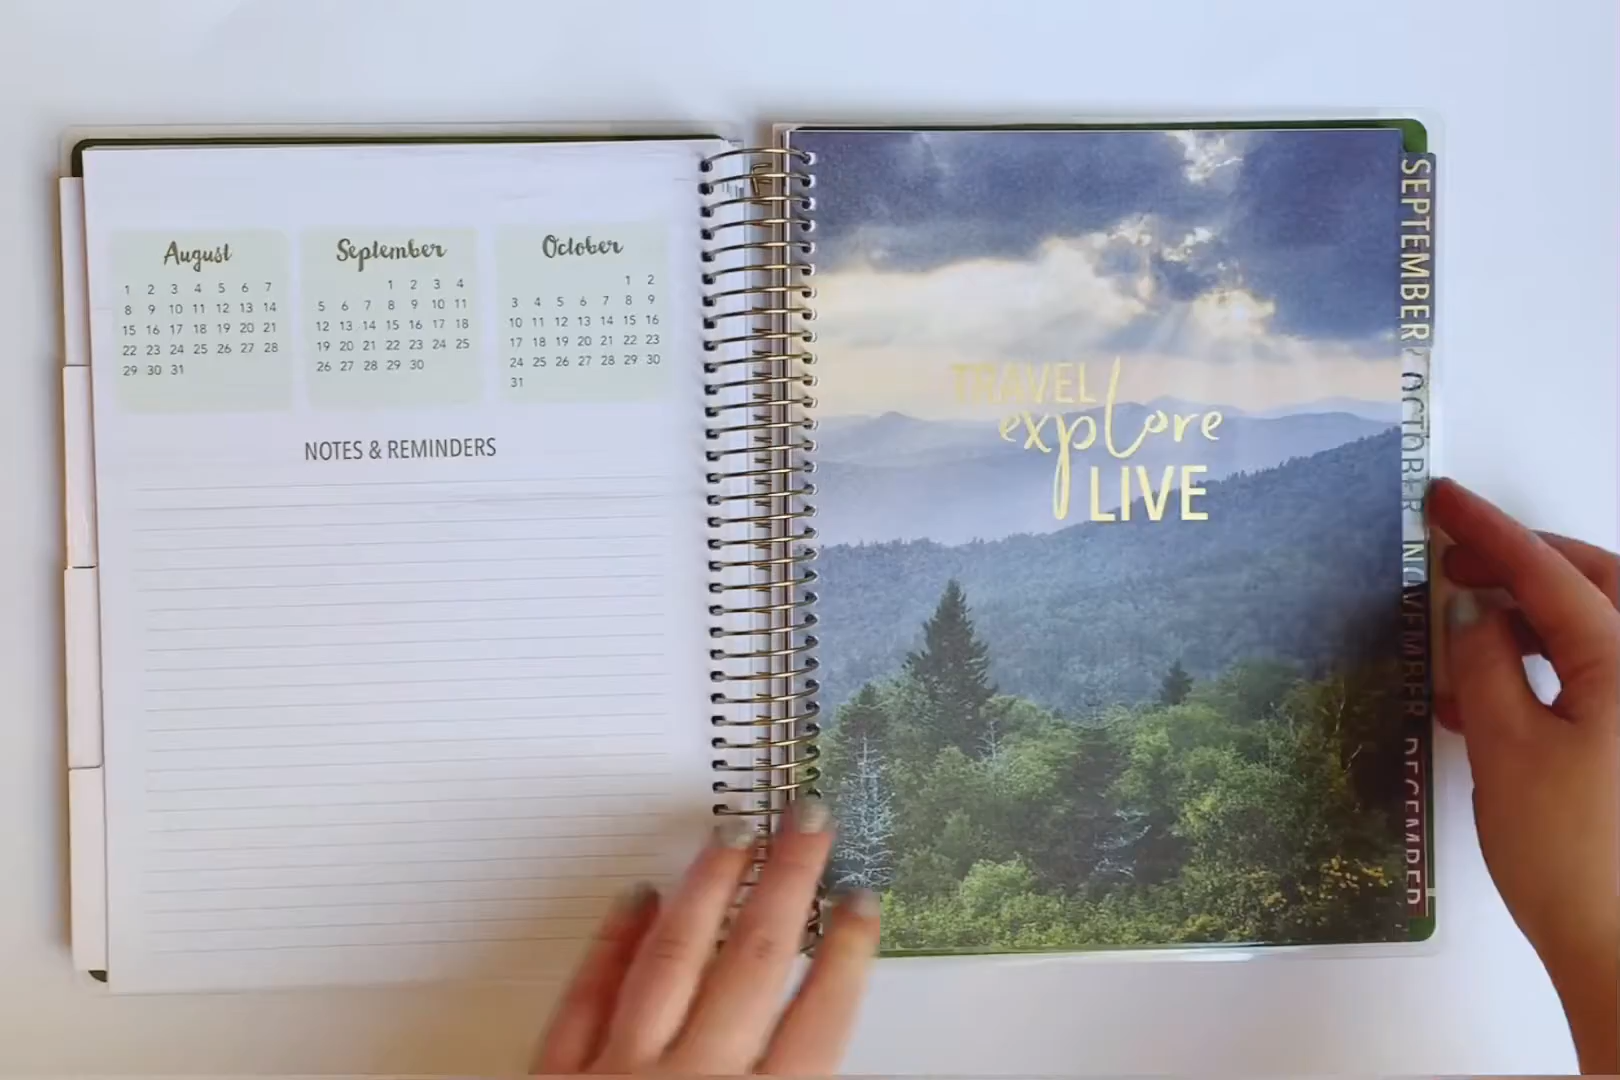 August
1 2 3 4 5 6 7
8 9 10 11 12 13 14
15 16 17 18 19 20 21
22 23 24 25 26 27 28
29 30 31
September
1 2 3 4
5 6 7 8 9 10 11
12 13 14 15 16 17 18
19 20 21 22 23 24 25
26 27 28 29 30
October
1 2
3 4 5 6 7 8 9
10 11 12 13 14 15 16
17 18 19 20 21 22 23
24 25 26 27 28 29 30
31
NOTES & REMINDERS
TRAVEL
explore
LIVE
SEPTEMBER
OCTOBER
NOVEMBER
DECEMBER